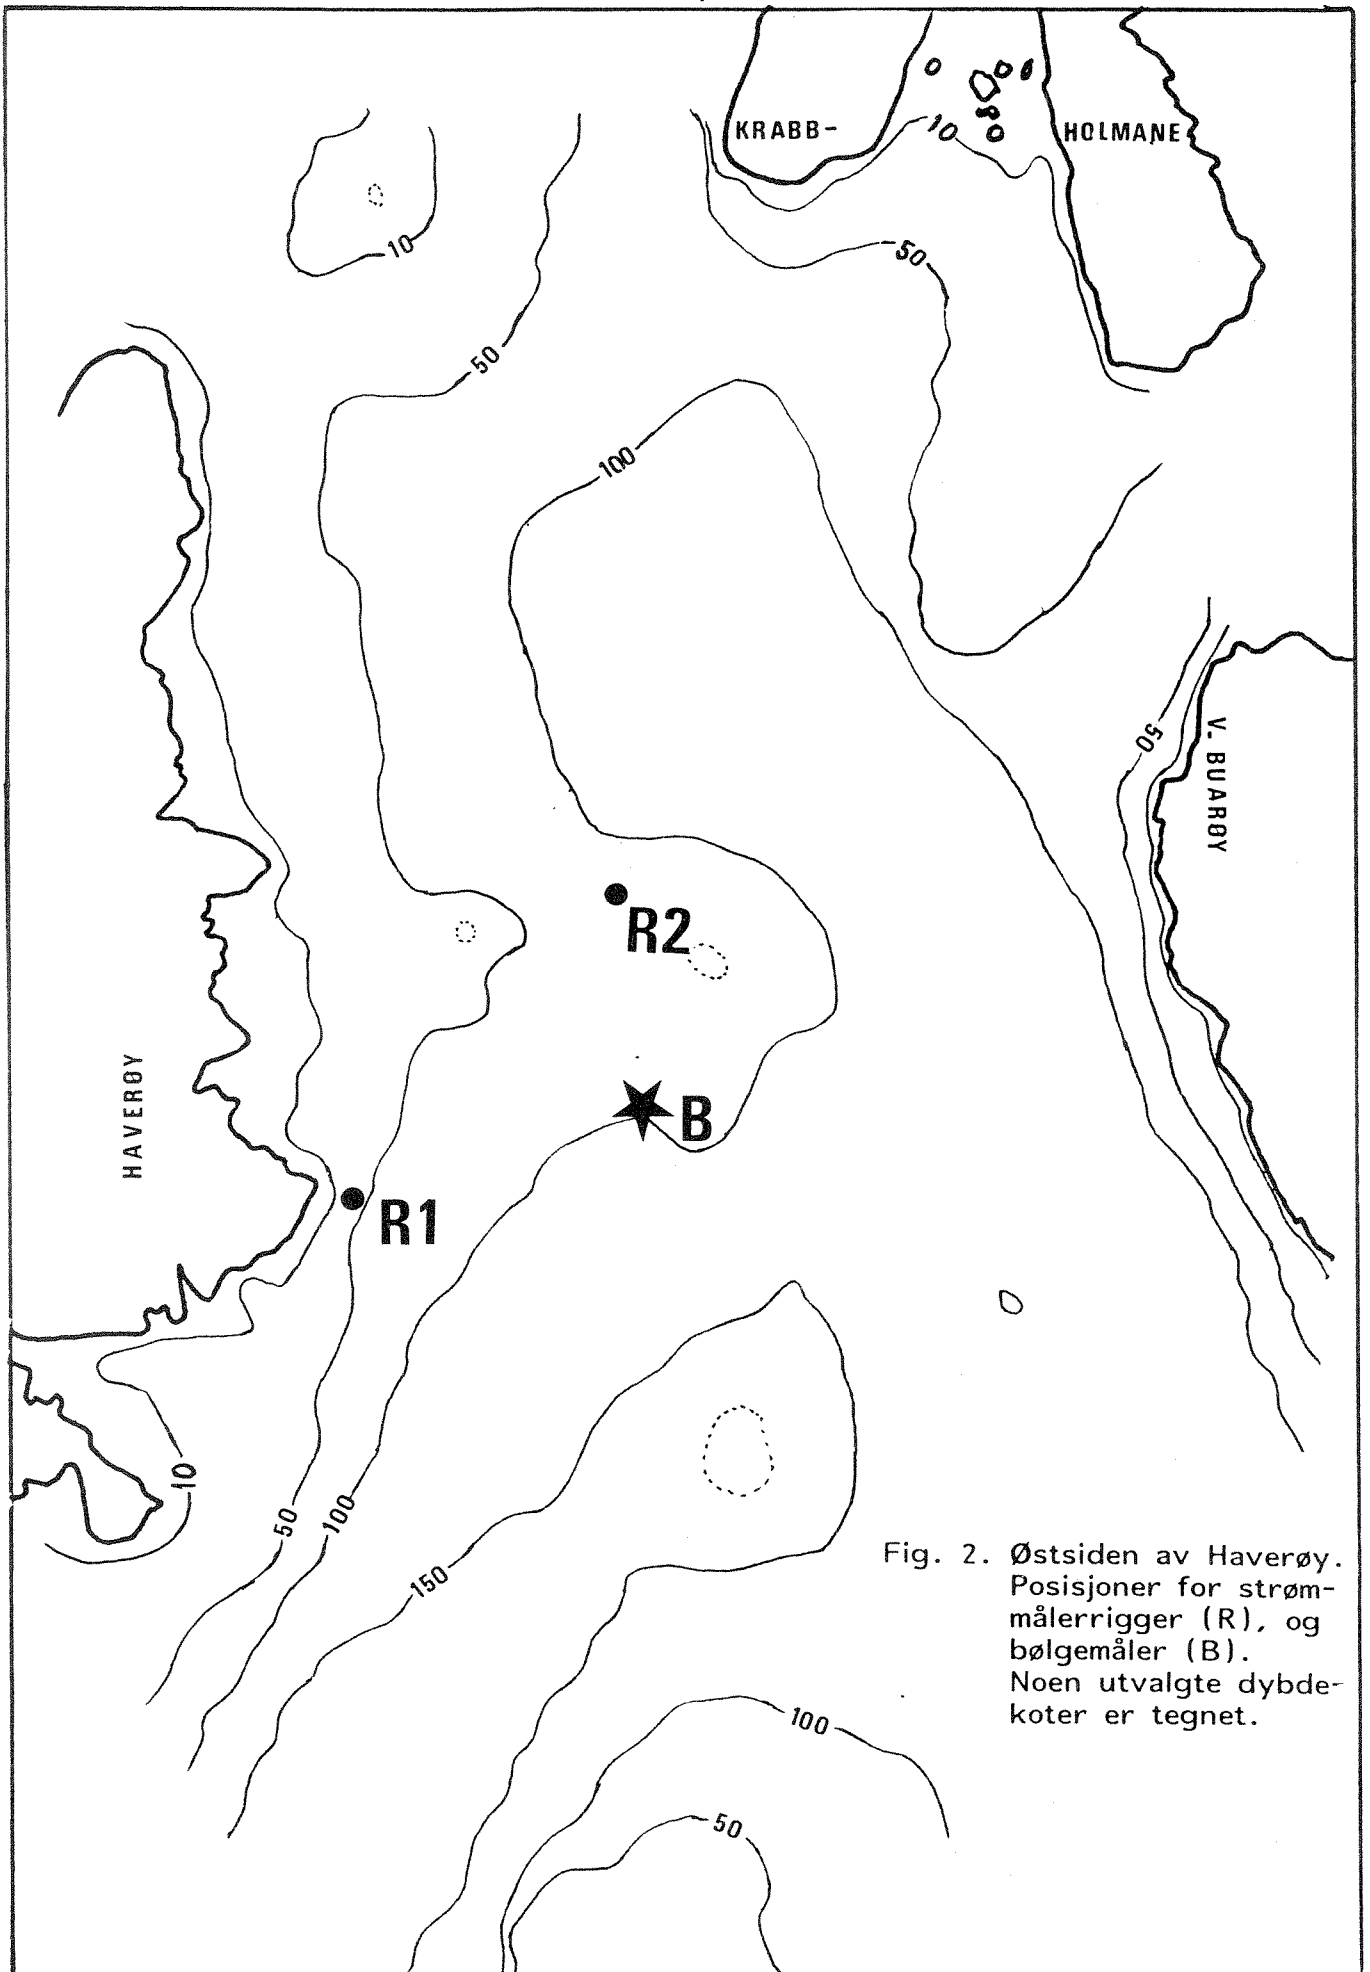 KRABB-
HOLMANE
10
10
50
50
100
50
V. BUARØY
R2
HAVERØY
B
R1
10
50
100
150
Fig. 2. Østsiden av Haverøy.
Posisjoner for strøm-
målerrigger (R), og
bølgemåler (B).
Noen utvalgte dybde-
koter er tegnet.
100
50